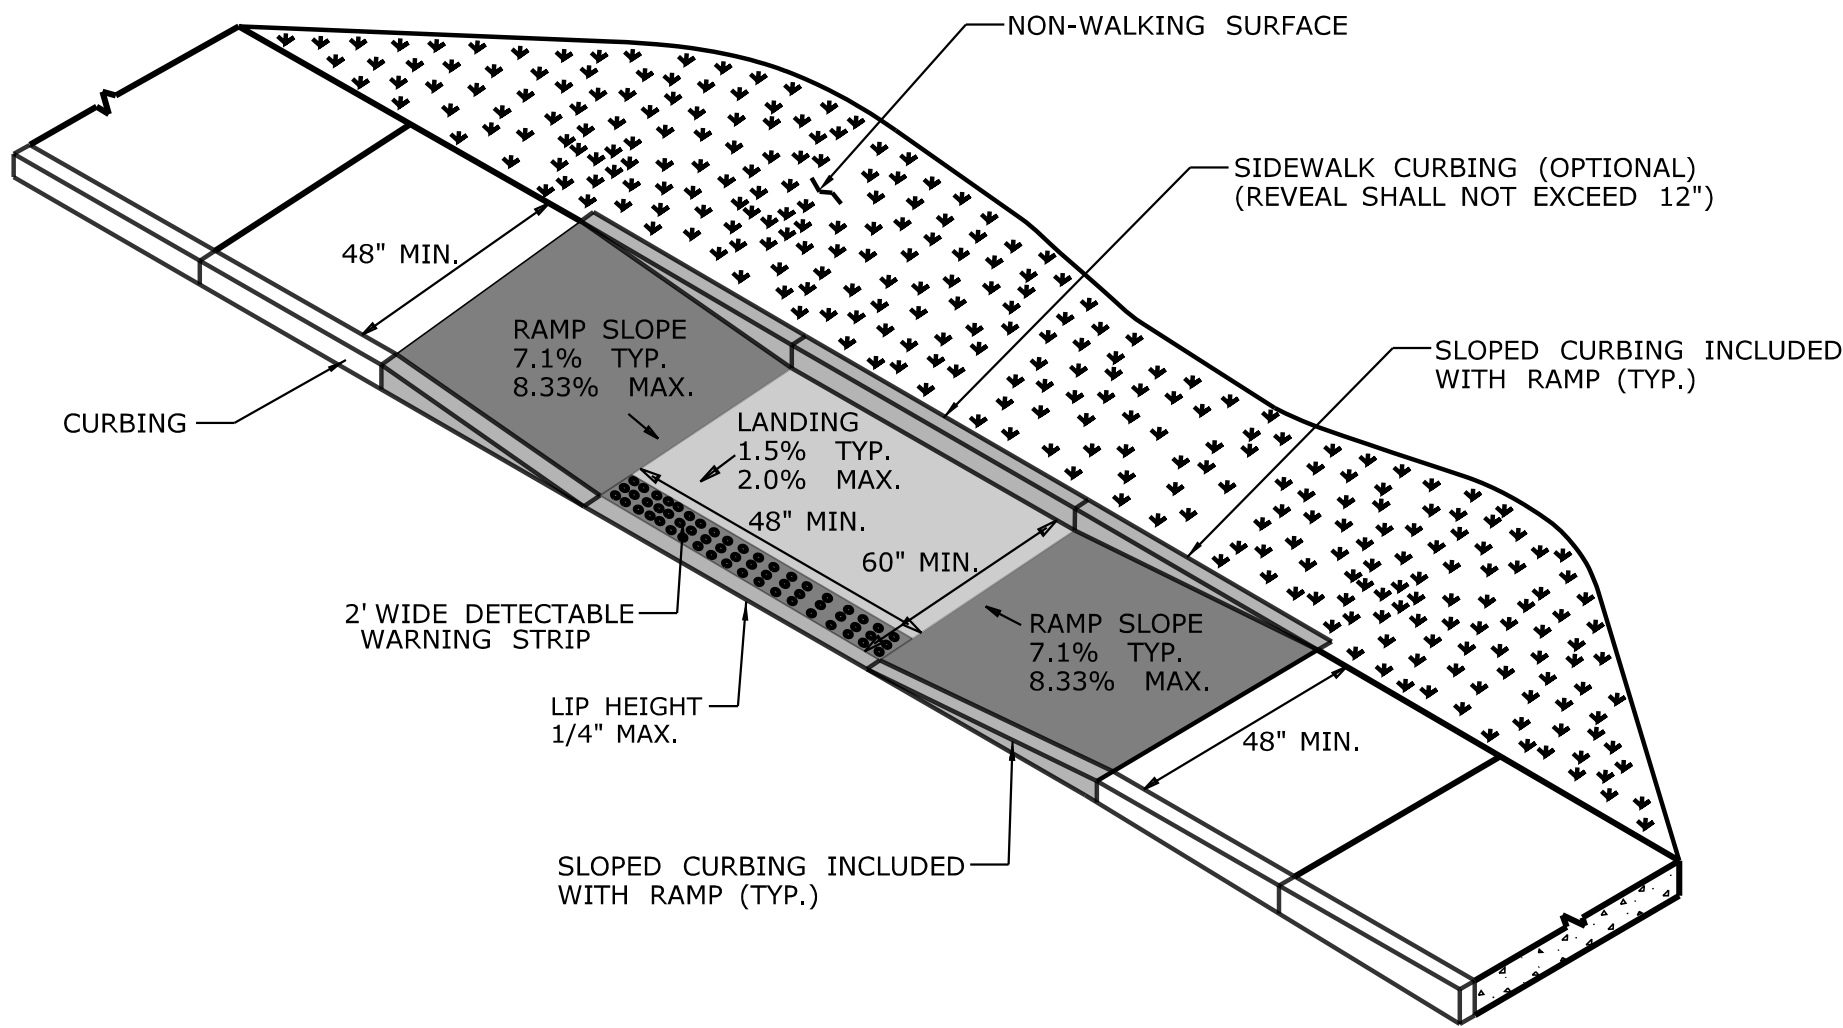 NON-WALKING SURFACE
SIDEWALK CURBING (OPTIONAL)
(REVEAL SHALL NOT EXCEED 12")
48" MIN.
RAMP SLOPE
7.1% TYP.
8.33% MAX.
SLOPED CURBING INCLUDED
WITH RAMP (TYP.)
CURBING
LANDING
1.5% TYP.
2.0% MAX.
48" MIN.
60" MIN.
2' WIDE DETECTABLE
WARNING STRIP
RAMP SLOPE
7.1% TYP.
8.33% MAX.
LIP HEIGHT
1/4" MAX.
48" MIN.
SLOPED CURBING INCLUDED
WITH RAMP (TYP.)